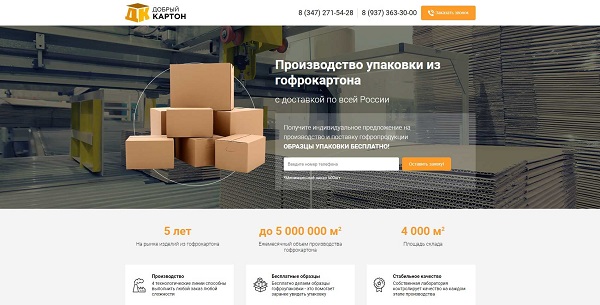 ДОБРЫЙ
КАРТОН
8 (347) 271-54-28
8 (937) 363-30-00
Заказать звонок
Производство упаковки из
гофрокартона
с доставкой по всей России
Получите индивидуальное предложение на
производство и поставку гофропродукции
ОБРАЗЦЫ УПАКОВКИ БЕСПЛАТНО!
Введите номер телефона
Оставить заявку!
*Минимальный заказ 500шт
5 лет
На рынке изделий из гофрокартона
до 5 000 000 м²
Ежемесячный объем производства
гофрокартона
4 000 м²
Площадь склада
Производство
4 технологические линии способны
выполнить любой заказ любой
сложности
Бесплатные образцы
Бесплатно делаем образцы
гофроупаковки - это помогает
заранее увидеть упаковку
Стабильное качество
Собственная лаборатория
контролирует качество на каждом
этапе производства